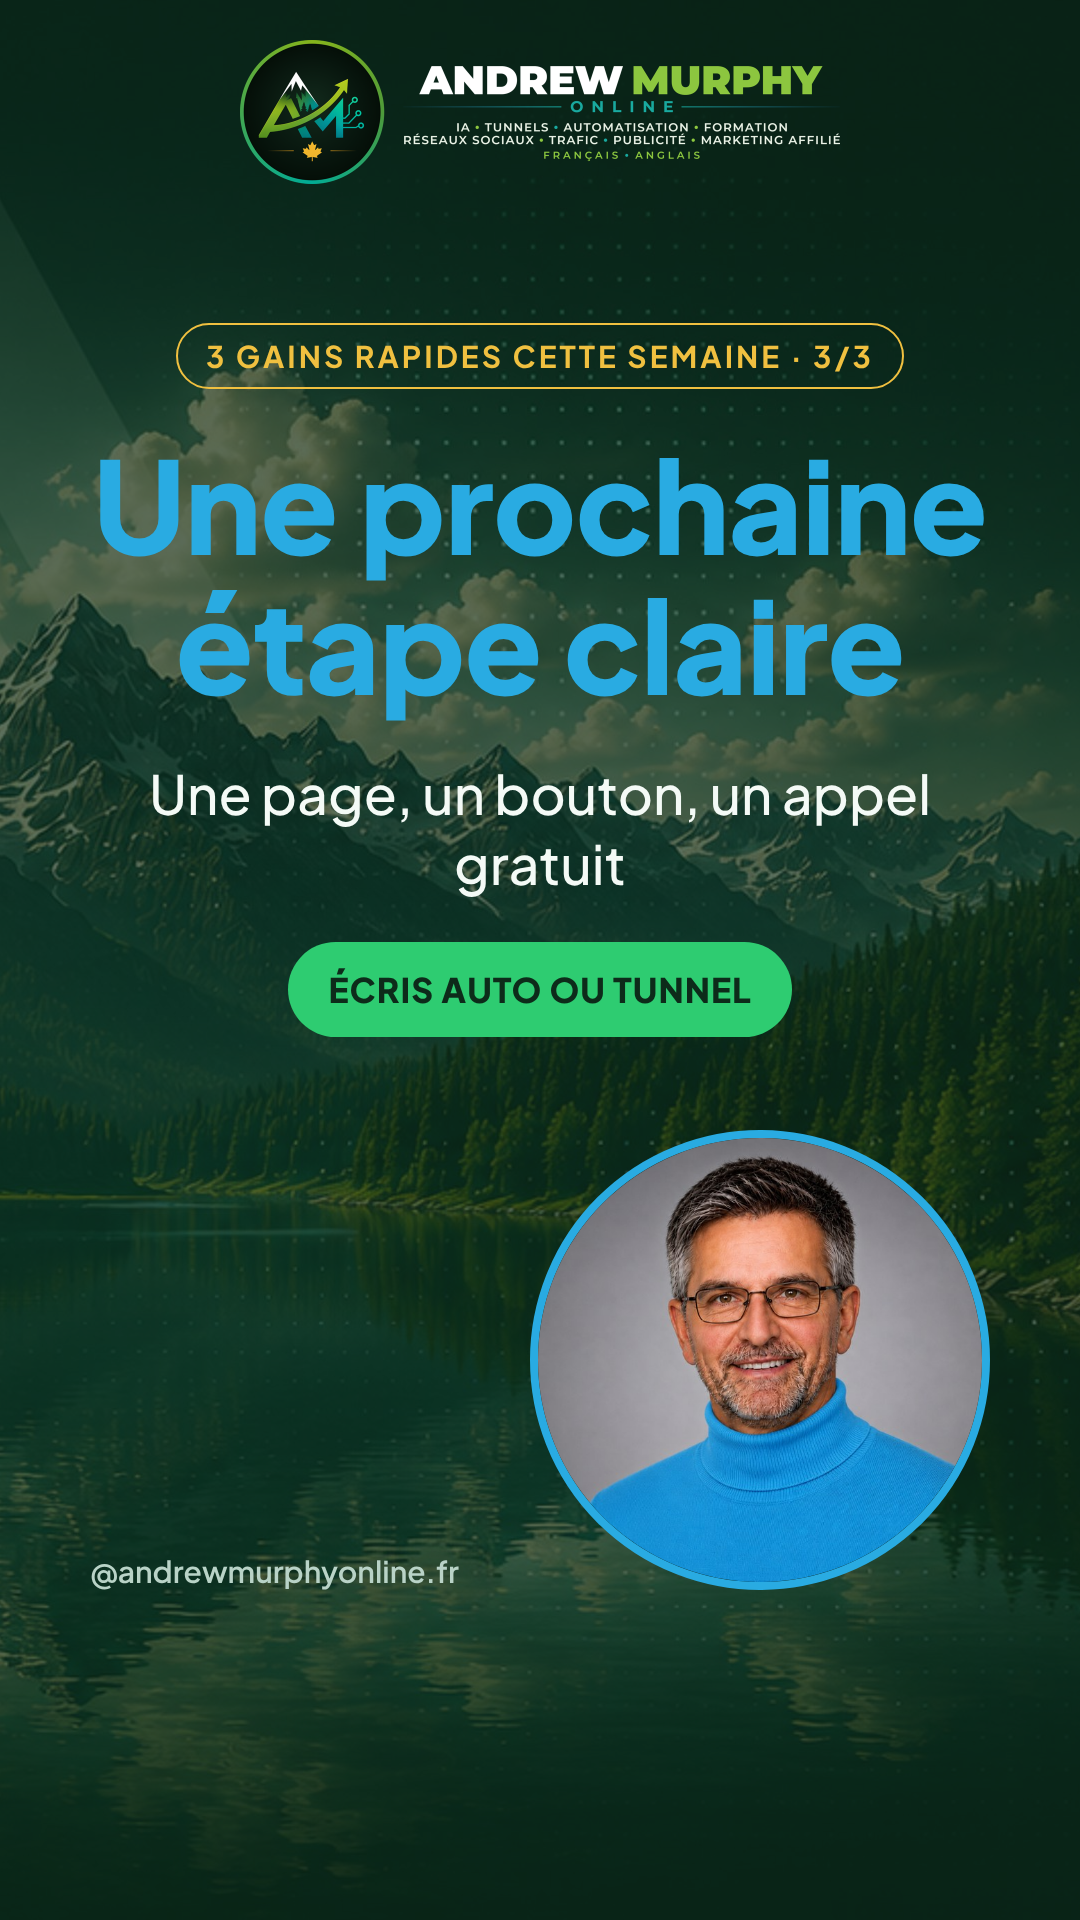 AM
ANDREW MURPHY
ONLINE
IA • TUNNELS • AUTOMATISATION • FORMATION
RÉSEAUX SOCIAUX • TRAFIC • PUBLICITÉ • MARKETING AFFILIÉ
FRANÇAIS • ANGLAIS
3 GAINS RAPIDES CETTE SEMAINE · 3/3
Une prochaine
étape claire
Une page, un bouton, un appel
gratuit
ÉCRIS AUTO OU TUNNEL
@andrewmurphyonline.fr